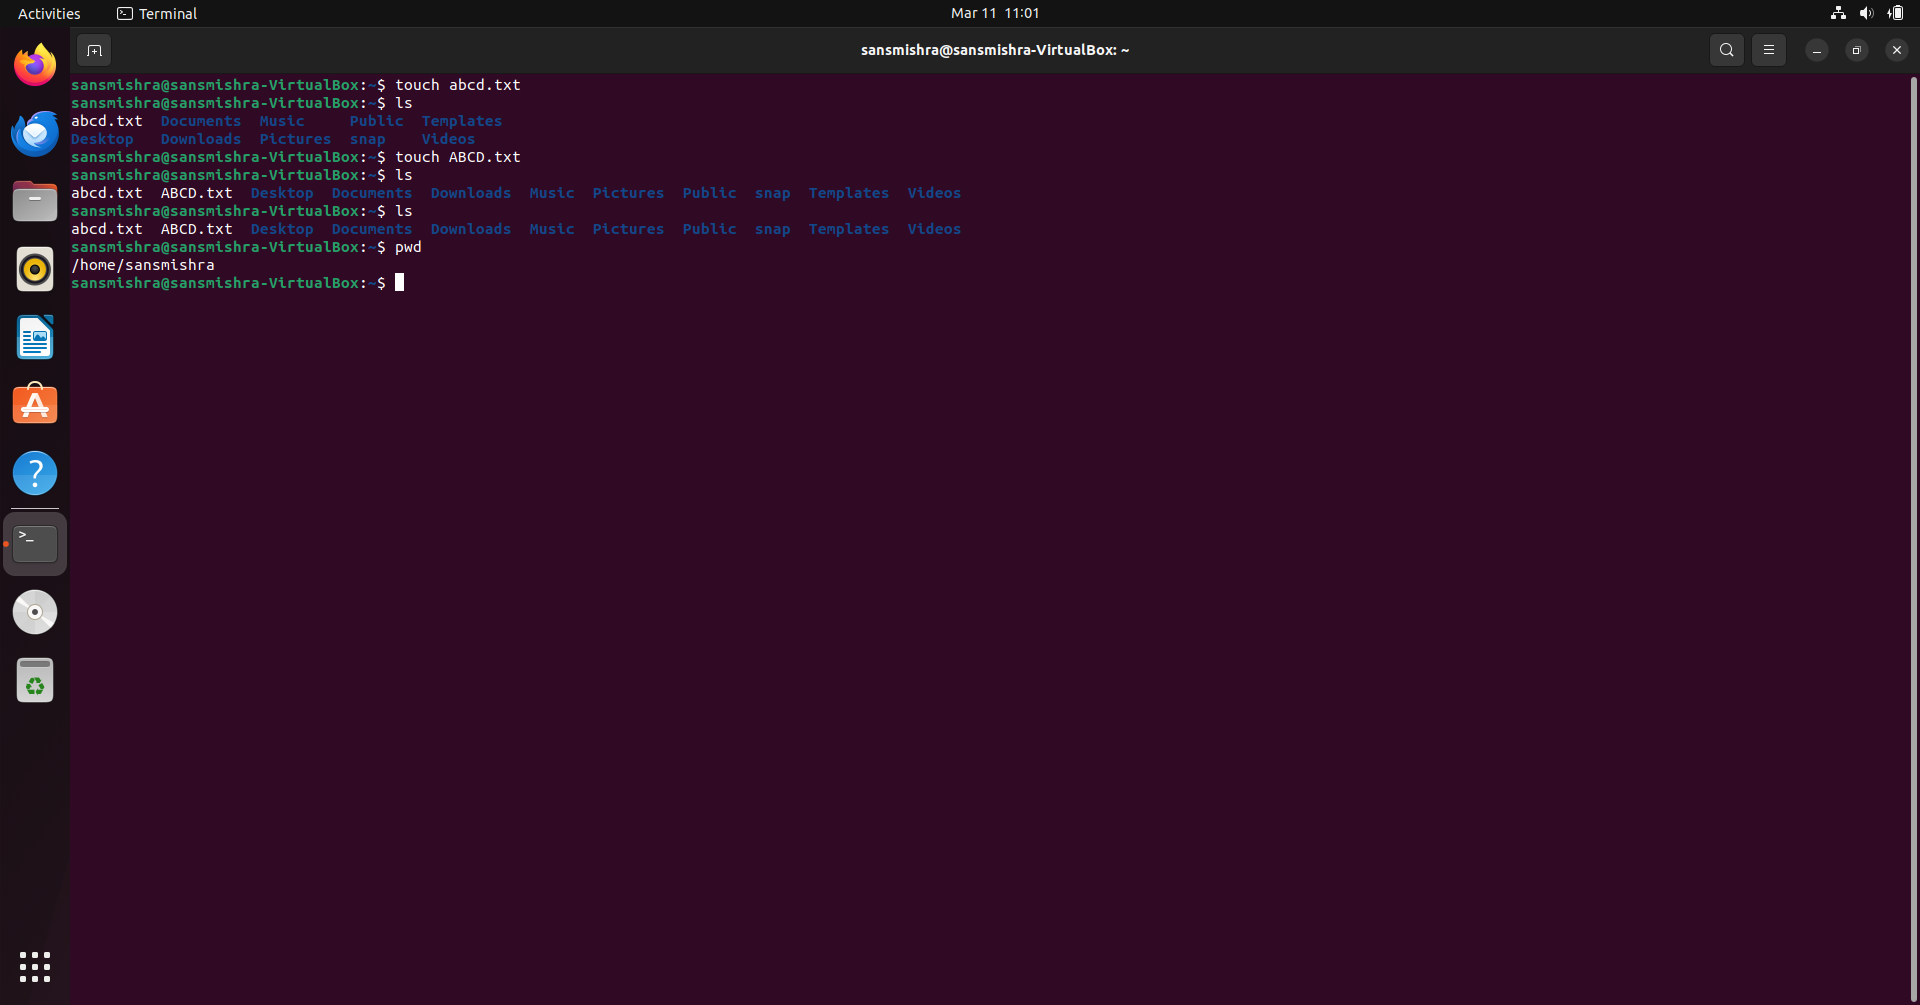 Activities Terminal Mar 11 11:01
sansmishra@sansmishra-VirtualBox: ~
sansmishra@sansmishra-VirtualBox:~$ touch abcd.txt
sansmishra@sansmishra-VirtualBox:~$ ls
abcd.txt Documents Music Public Templates
Desktop Downloads Pictures snap Videos
sansmishra@sansmishra-VirtualBox:~$ touch ABCD.txt
sansmishra@sansmishra-VirtualBox:~$ ls
abcd.txt ABCD.txt Desktop Documents Downloads Music Pictures Public snap Templates Videos
sansmishra@sansmishra-VirtualBox:~$ ls
abcd.txt ABCD.txt Desktop Documents Downloads Music Pictures Public snap Templates Videos
sansmishra@sansmishra-VirtualBox:~$ pwd
/home/sansmishra
sansmishra@sansmishra-VirtualBox:~$